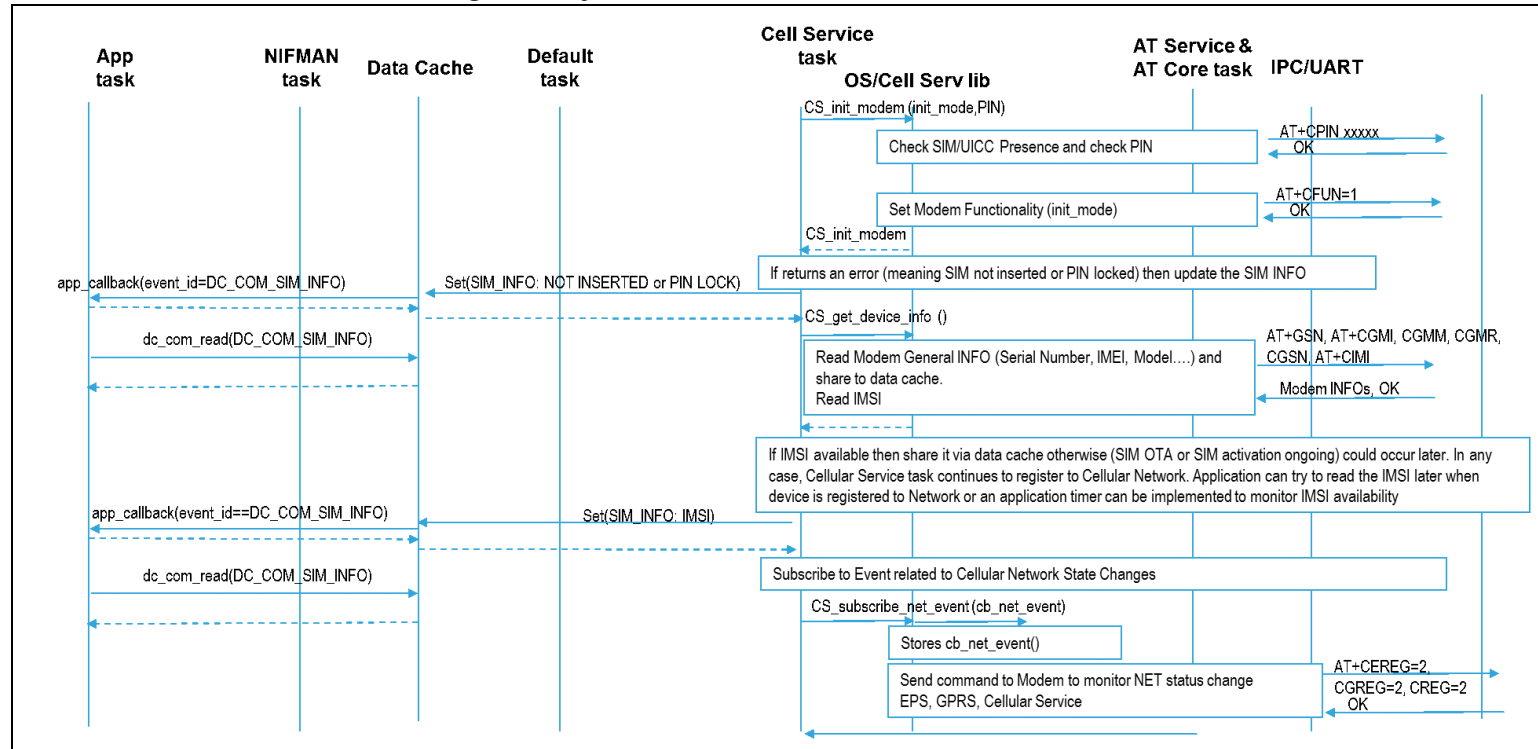 App
task
NIFMAN
task
Data Cache
Default
task
Cell Service
task
OS/Cell Serv lib
AT Service &
AT Core task
IPC/UART
CS_init_modem (init_mode,PIN)
Check SIM/UICC Presence and check PIN
AT+CPIN xxxxx
OK
Set Modem Functionality (init_mode)
AT+CFUN=1
OK
CS_init_modem
If returns an error (meaning SIM not inserted or PIN locked) then update the SIM INFO
app_callback(event_id=DC_COM_SIM_INFO)
Set(SIM_INFO: NOT INSERTED or PIN LOCK)
CS_get_device_info ()
dc_com_read(DC_COM_SIM_INFO)
Read Modem General INFO (Serial Number, IMEI, Model....) and
share to data cache.
Read IMSI
AT+GSN, AT+CGMI, CGMM, CGMR,
CGSN, AT+CIMI
Modem INFOs, OK
If IMSI available then share it via data cache otherwise (SIM OTA or SIM activation ongoing) could occur later. In any
case, Cellular Service task continues to register to Cellular Network. Application can try to read the IMSI later when
device is registered to Network or an application timer can be implemented to monitor IMSI availability
app_callback(event_id==DC_COM_SIM_INFO)
Set(SIM_INFO: IMSI)
dc_com_read(DC_COM_SIM_INFO)
Subscribe to Event related to Cellular Network State Changes
CS_subscribe_net_event (cb_net_event)
Stores cb_net_event()
Send command to Modem to monitor NET status change
EPS, GPRS, Cellular Service
AT+CEREG=2,
CGREG=2, CREG=2
OK